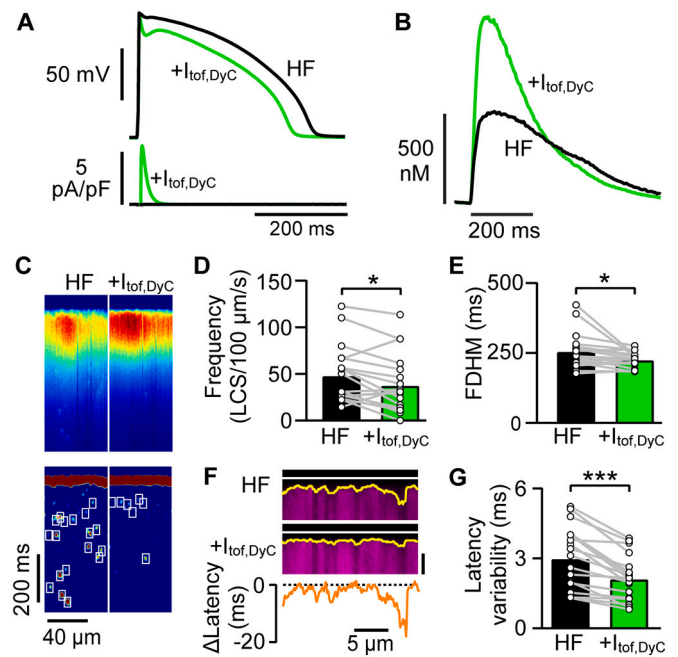 A
50 mV
HF
+Itof,DyC
5
pA/pF
+Itof,DyC
200 ms
B
+Itof,DyC
HF
500
nM
200 ms
C
HF
+Itof,DyC
200 ms
40 µm
D
Frequency
(LCS/100 µm/s)
150
100
50
0
*
HF
+Itof,DyC
E
FDHM (ms)
500
250
0
*
HF
+Itof,DyC
F
HF
+Itof,DyC
ΔLatency
(ms)
0
-20
5 µm
G
Latency
variability (ms)
6
3
0
***
HF
+Itof,DyC